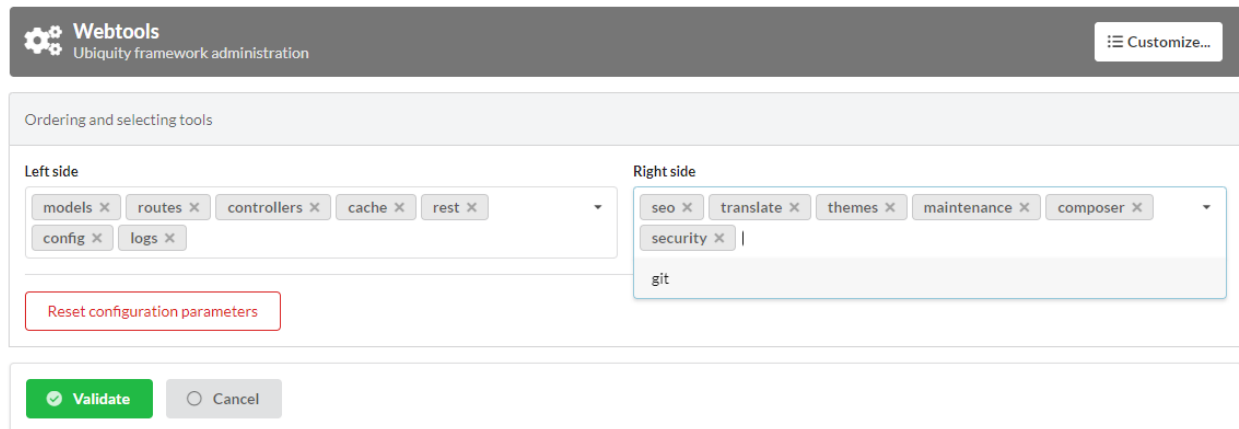 Webtools
Ubiquity framework administration
Customize...
Ordering and selecting tools
Left side
models routes controllers cache rest
config logs
Right side
seo translate themes maintenance composer
security
git
Reset configuration parameters
Validate
Cancel